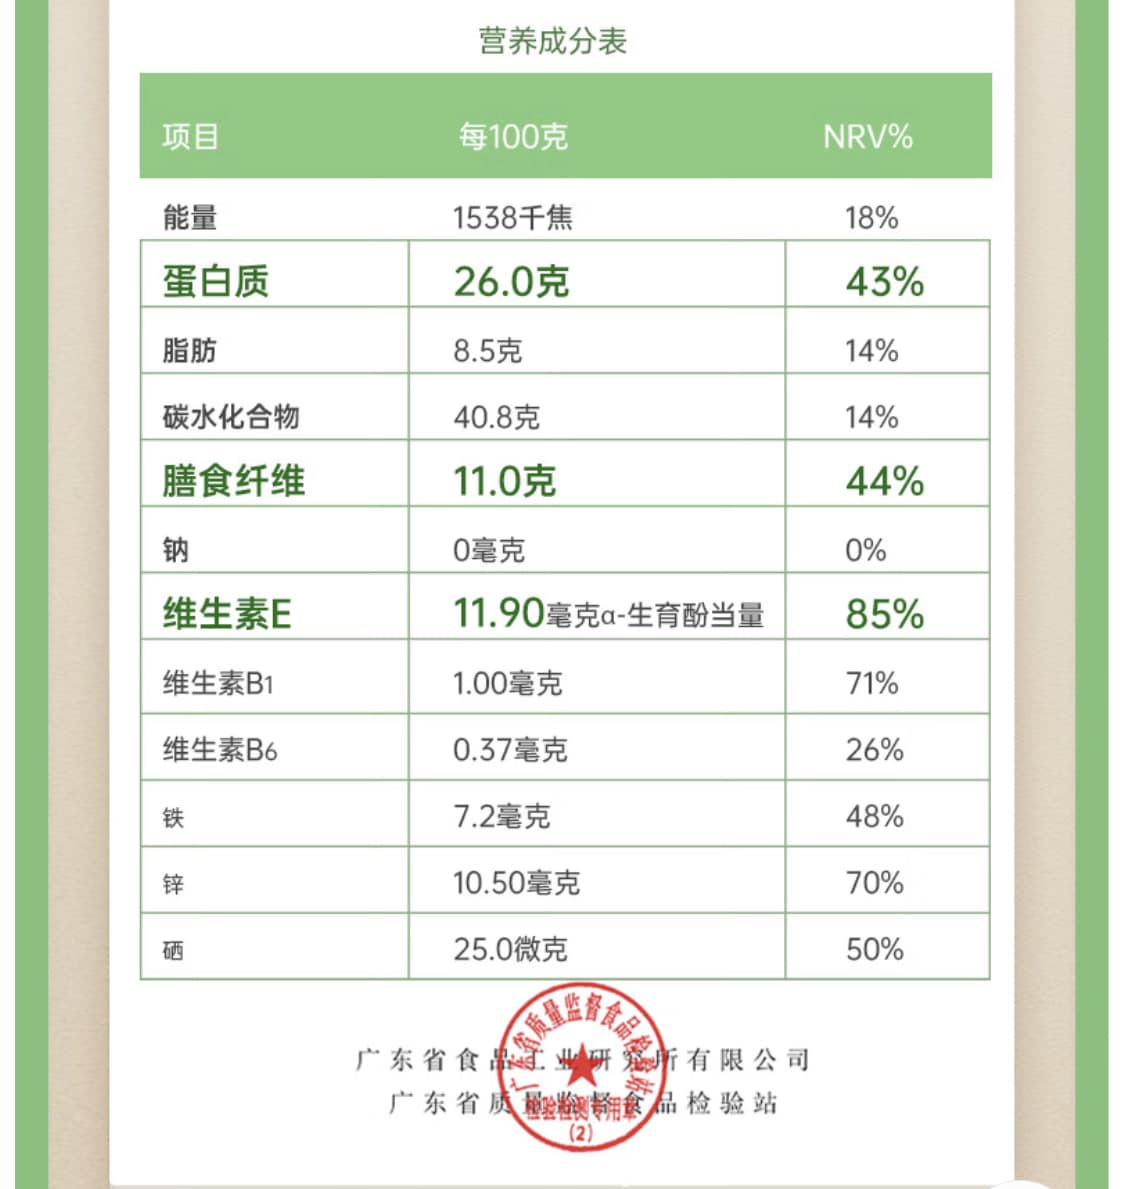 营养成分表
项目 每100克 NRV%
能量 1538千焦 18%
蛋白质 26.0克 43%
脂肪 8.5克 14%
碳水化合物 40.8克 14%
膳食纤维 11.0克 44%
钠 0毫克 0%
维生素E 11.90毫克α-生育酚当量 85%
维生素B1 1.00毫克 71%
维生素B6 0.37毫克 26%
铁 7.2毫克 48%
锌 10.50毫克 70%
硒 25.0微克 50%
广东省食品工业研究所有限公司
广东省质量监督食品检验站
广东省质量监督食品检验站
检验检测专用章
(2)